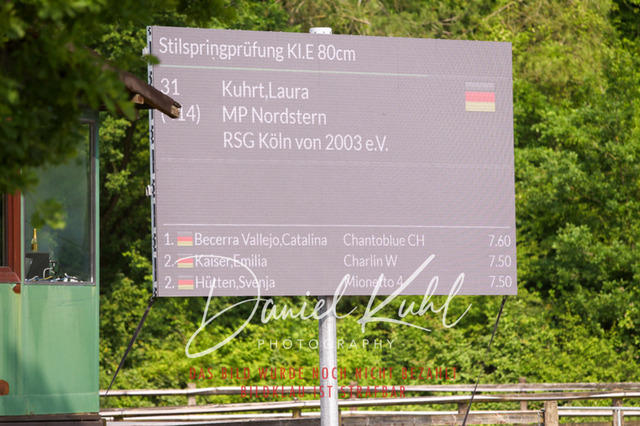 Stilspringprüfung Kl.E 80cm
31 Kuhrt,Laura
14) MP Nordstern
RSG Köln von 2003 e.V.
1. Becerra Vallejo,Catalina Chantoblue CH 7.60
2. Kaiser,Emilia Charlin W 7.50
2. Hütten,Svenja Mionetto 4 7.50
Daniel Kuhl
PHOTOGRAPHY
DAS BILD WURDE NOCH NICHT BEZAHLT
BILDKLAU IST STRAFBAR